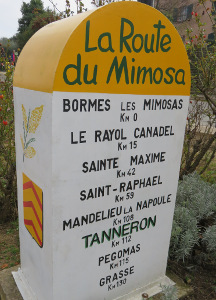 La Route
du Mimosa
BORMES LES MIMOSAS
KM 0
LE RAYOL CANADEL
KM 15
SAINTE MAXIME
KM 42
SAINT-RAPHAEL
KM 59
MANDELIEU LA NAPOULE
KM 108
TANNERON
KM 112
PEGOMAS
KM 115
GRASSE
KM 130